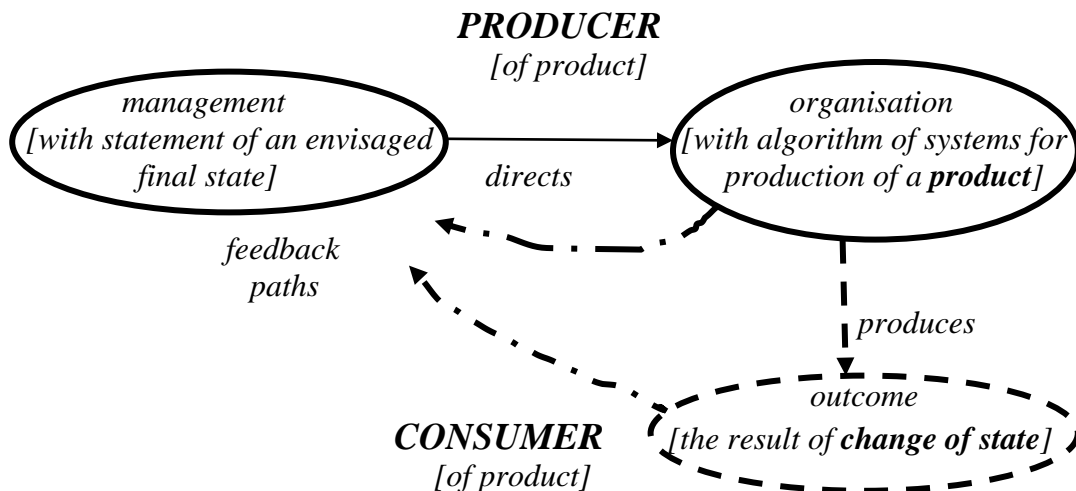 PRODUCER
[of product]
management
[with statement of an envisaged
final state]
organisation
[with algorithm of systems for
production of a product]
directs
feedback
paths
produces
outcome
[the result of change of state]
CONSUMER
[of product]